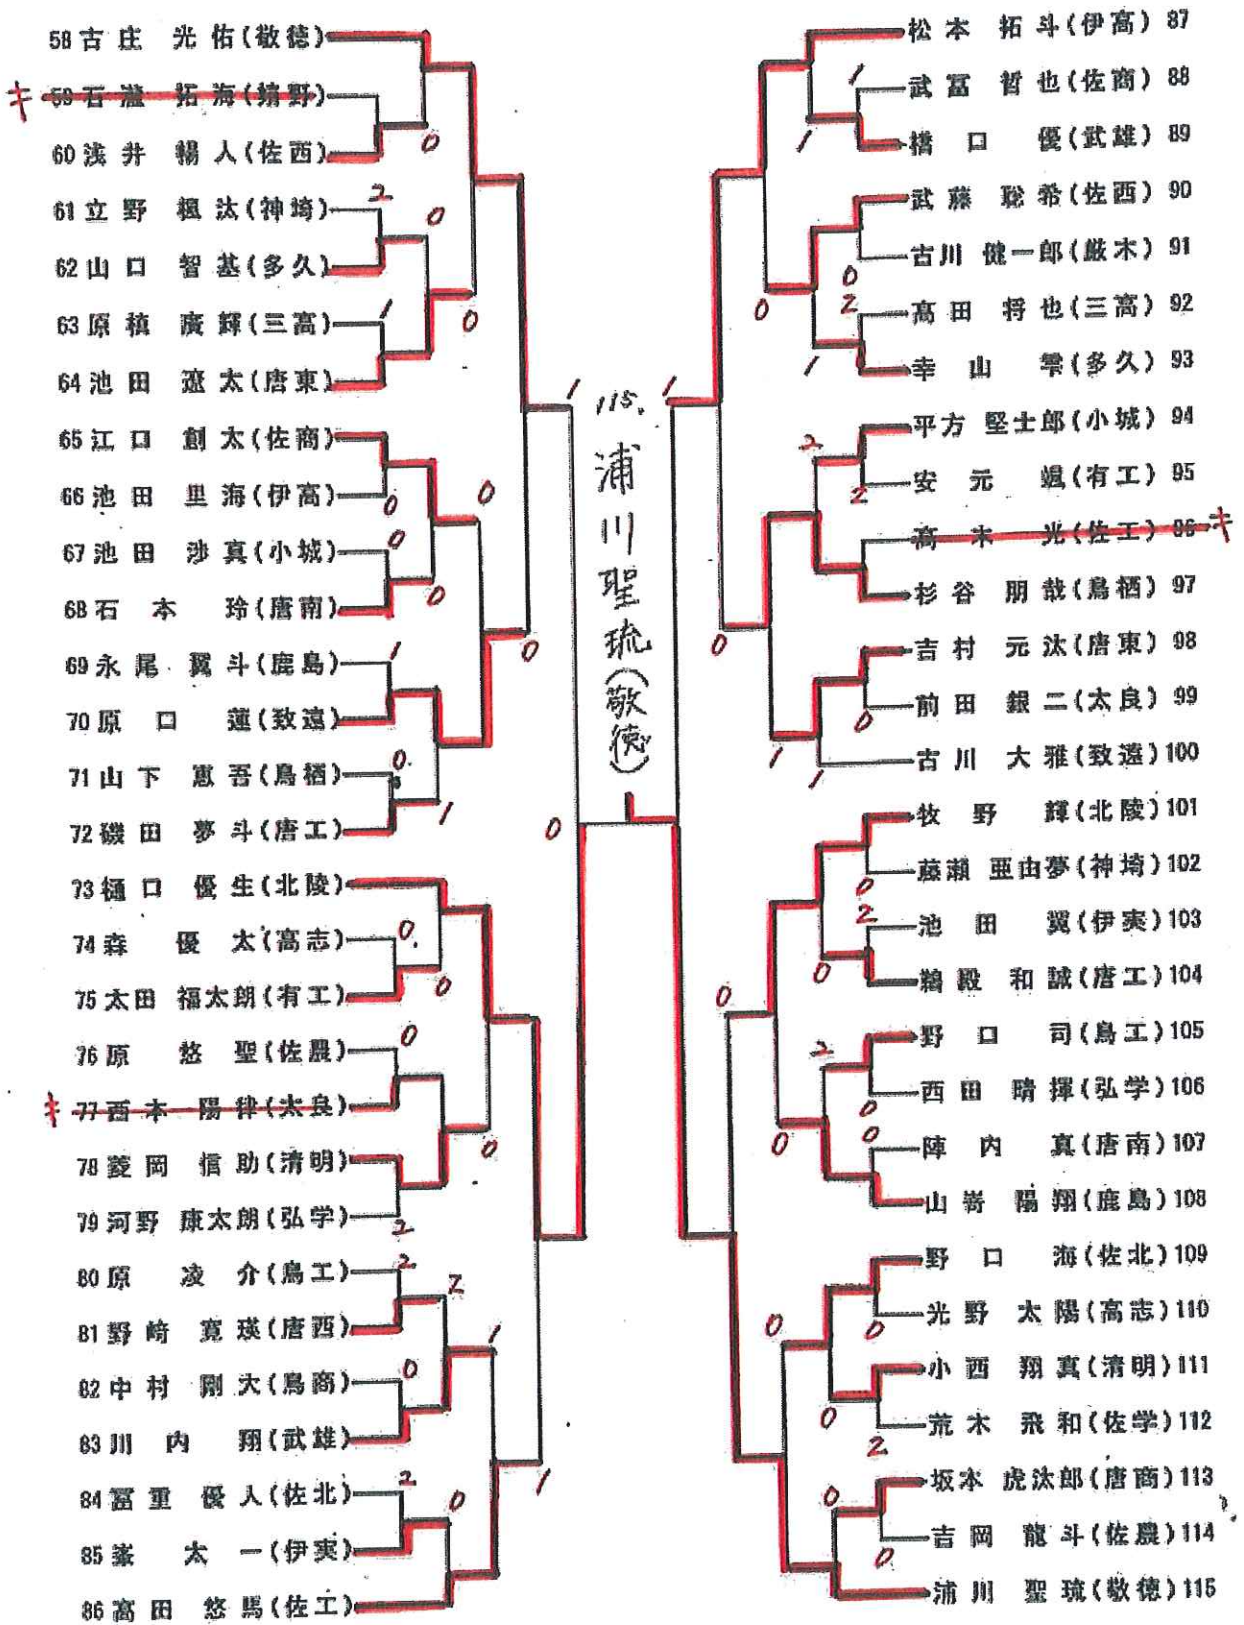 58 古庄 光佑(敬徳)
キ 59 石滝 拓海(嬉野)
60 浅井 暢人(佐西)
61 立野 楓汰(神埼)
62 山口 智基(多久)
63 原槙 廣輝(三高)
64 池田 遼太(唐東)
65 江口 創太(佐商)
66 池田 里海(伊高)
67 池田 渉真(小城)
68 石本 玲(唐南)
69 永尾 翼斗(鹿島)
70 原口 蓮(致遠)
71 山下 恵吾(鳥栖)
72 磯田 夢斗(唐工)
73 樋口 優生(北陵)
74 森 優太(高志)
75 太田 福太朗(有工)
76 原 悠聖(佐農)
キ 77 西本 陽律(太良)
78 菱岡 信助(清明)
79 河野 康太朗(弘学)
80 原 凌介(鳥工)
81 野崎 寛瑛(唐西)
82 中村 剛大(鳥商)
83 川内 翔(武雄)
84 冨重 優人(佐北)
85 峯 太一(伊実)
86 高田 悠馬(佐工)
115.
浦川聖琉(敬徳)
松本 拓斗(伊高) 87
武冨 哲也(佐商) 88
橋口 優(武雄) 89
武藤 聡希(佐西) 90
古川 健一郎(厳木) 91
高田 将也(三高) 92
幸山 雫(多久) 93
平方 堅士郎(小城) 94
安元 颯(有工) 95
高木 光(佐工) 96 キ
杉谷 朋哉(鳥栖) 97
吉村 元汰(唐東) 98
前田 銀二(太良) 99
古川 大雅(致遠) 100
牧野 輝(北陵) 101
藤瀬 亜由夢(神埼) 102
池田 翼(伊実) 103
鵜殿 和誠(唐工) 104
野口 司(鳥工) 105
西田 晴揮(弘学) 106
陣内 真(唐南) 107
山嵜 陽翔(鹿島) 108
野口 海(佐北) 109
光野 太陽(高志) 110
小西 翔真(清明) 111
荒木 飛和(佐学) 112
坂本 虎汰郎(唐商) 113
吉岡 龍斗(佐農) 114
浦川 聖琉(敬徳) 115